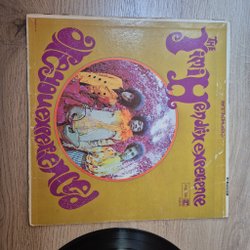 THE
Jimi
Hendrix Experience
Are You Experienced